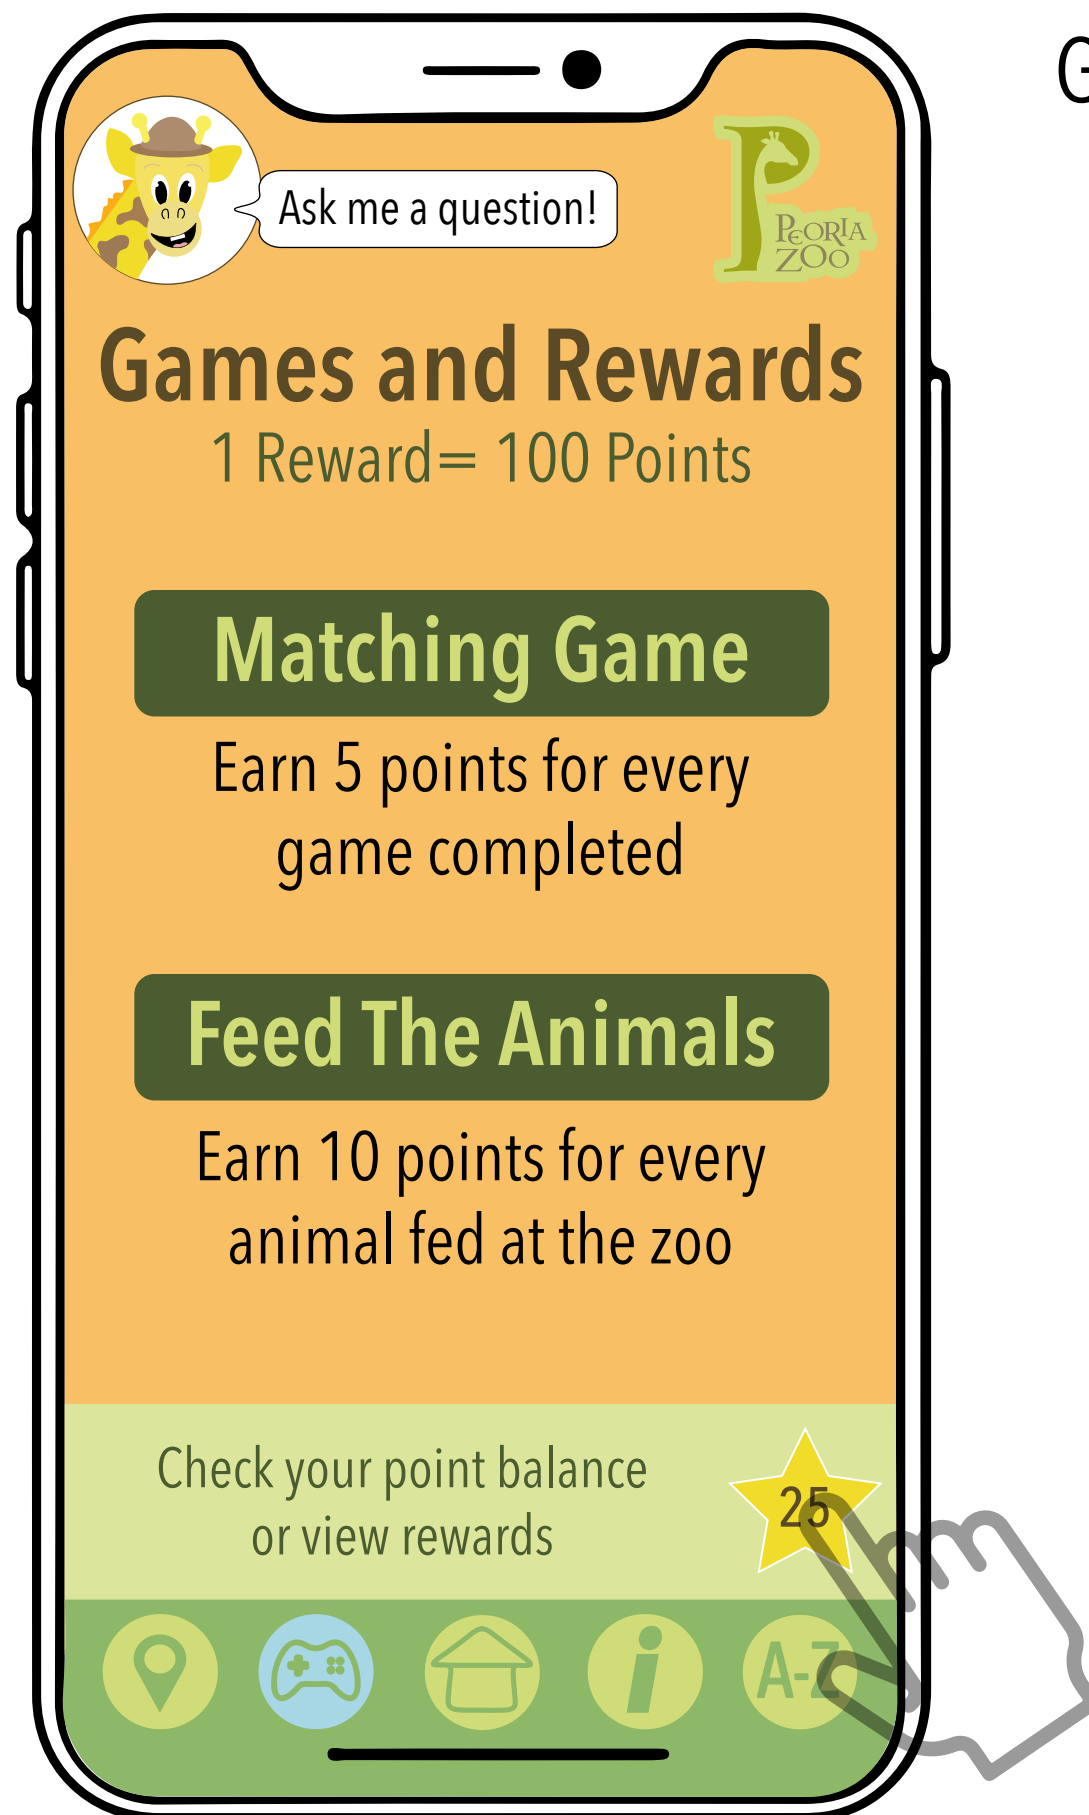 G
Ask me a question!
PEORIA
ZOO
Games and Rewards
1 Reward= 100 Points
Matching Game
Earn 5 points for every
game completed
Feed The Animals
Earn 10 points for every
animal fed at the zoo
Check your point balance
or view rewards
25
i
A-Z